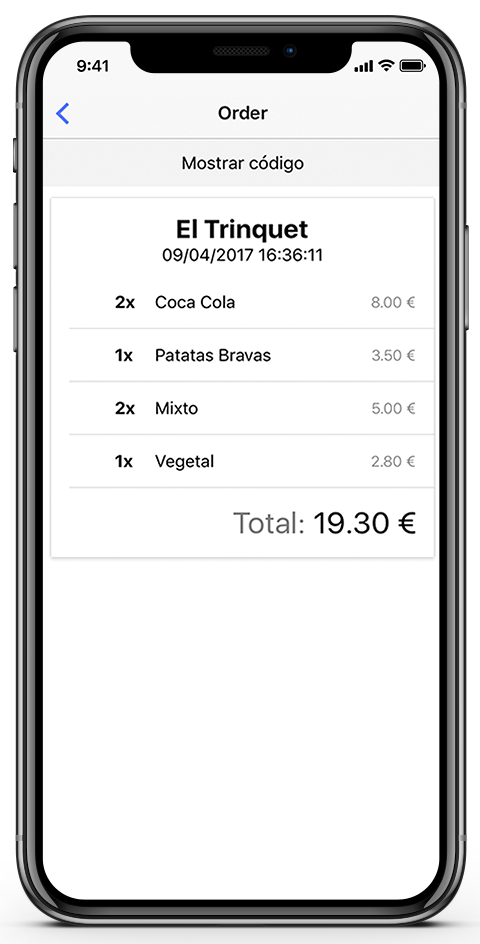 9:41
Order
Mostrar código
El Trinquet
09/04/2017 16:36:11
2x Coca Cola 8.00 €
1x Patatas Bravas 3.50 €
2x Mixto 5.00 €
1x Vegetal 2.80 €
Total: 19.30 €